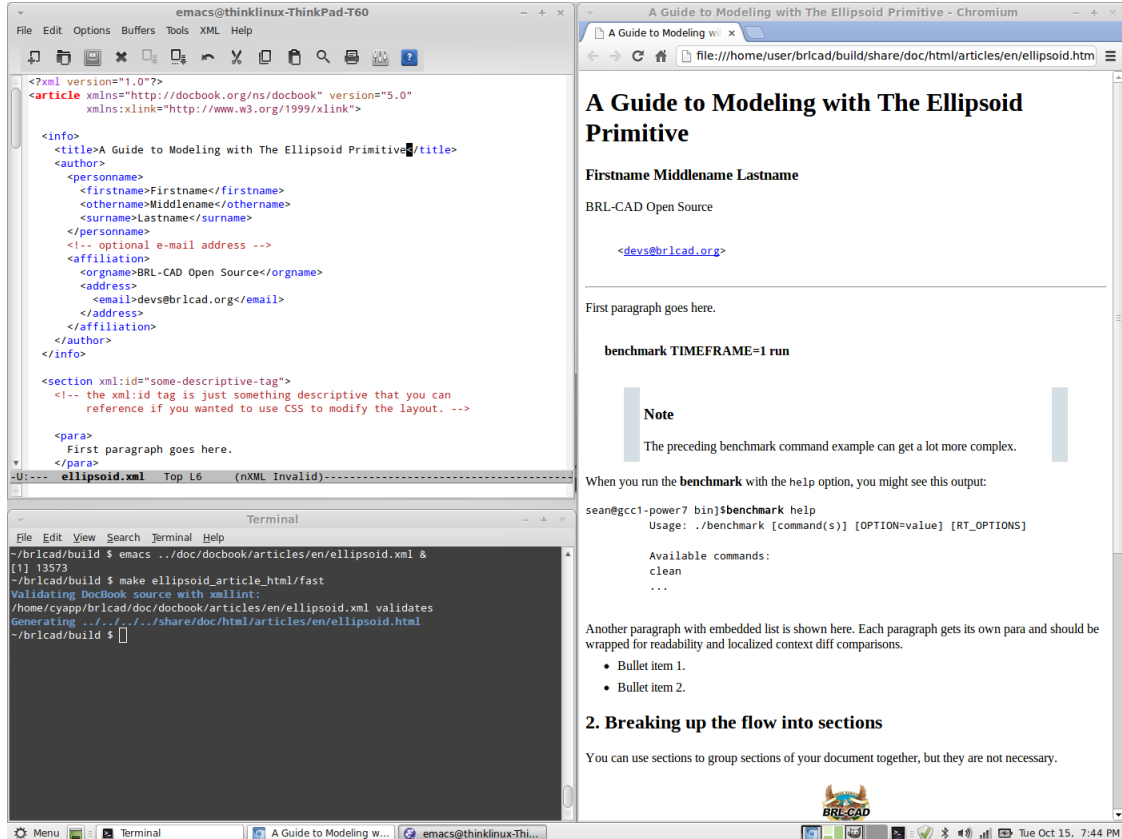 emacs@thinklinux-ThinkPad-T60
File Edit Options Buffers Tools XML Help
<?xml version="1.0"?>
<article xmlns="http://docbook.org/ns/docbook" version="5.0"
xmlns:xlink="http://www.w3.org/1999/xlink">
<info>
<title>A Guide to Modeling with The Ellipsoid Primitive</title>
<author>
<personname>
<firstname>Firstname</firstname>
<othername>Middlename</othername>
<surname>Lastname</surname>
</personname>
<!-- optional e-mail address -->
<affiliation>
<orgname>BRL-CAD Open Source</orgname>
<address>
<email>devs@brlcad.org</email>
</address>
</affiliation>
</author>
</info>
<section xml:id="some-descriptive-tag">
<!-- the xml:id tag is just something descriptive that you can
reference if you wanted to use CSS to modify the layout. -->
<para>
First paragraph goes here.
</para>
-U:--- ellipsoid.xml Top L6 (nXML Invalid)---------------------------------------
Terminal
File Edit View Search Terminal Help
~/brlcad/build $ emacs ../doc/docbook/articles/en/ellipsoid.xml &
[1] 13573
~/brlcad/build $ make ellipsoid_article_html/fast
Validating DocBook source with xmllint:
/home/cyapp/brlcad/doc/docbook/articles/en/ellipsoid.xml validates
Generating ../../../../share/doc/html/articles/en/ellipsoid.html
~/brlcad/build $
A Guide to Modeling with The Ellipsoid Primitive - Chromium
A Guide to Modeling wi
file:///home/user/brlcad/build/share/doc/html/articles/en/ellipsoid.htm
A Guide to Modeling with The Ellipsoid
Primitive
Firstname Middlename Lastname
BRL-CAD Open Source
<devs@brlcad.org>
First paragraph goes here.
benchmark TIMEFRAME=1 run
Note
The preceding benchmark command example can get a lot more complex.
When you run the benchmark with the help option, you might see this output:
sean@gcc1-power7 bin]$benchmark help
Usage: ./benchmark [command(s)] [OPTION=value] [RT_OPTIONS]
Available commands:
clean
...
Another paragraph with embedded list is shown here. Each paragraph gets its own para and should be
wrapped for readability and localized context diff comparisons.
• Bullet item 1.
• Bullet item 2.
2. Breaking up the flow into sections
You can use sections to group sections of your document together, but they are not necessary.
BRL-CAD
Menu Terminal A Guide to Modeling w... emacs@thinklinux-Thi... Tue Oct 15, 7:44 PM